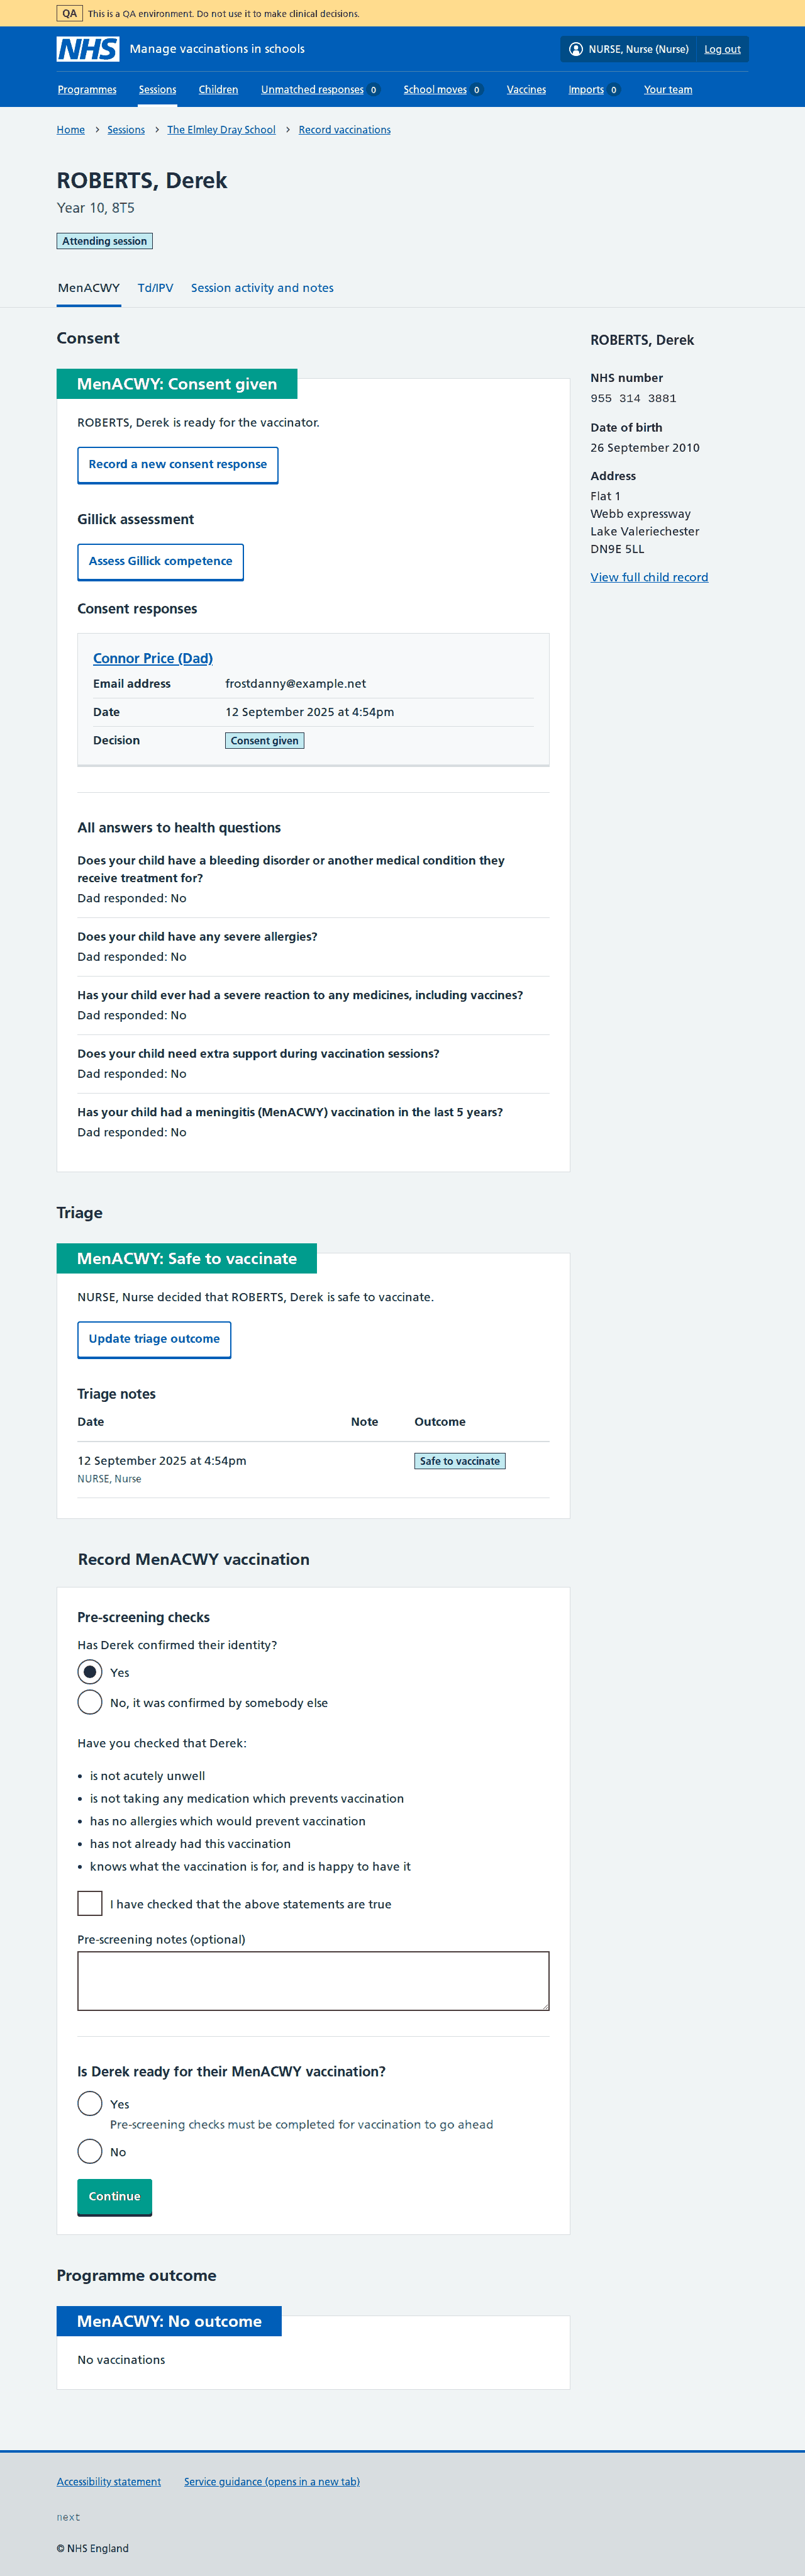 QA This is a QA environment. Do not use it to make clinical decisions.
NHS Manage vaccinations in schools
NURSE, Nurse (Nurse) Log out
Programmes Sessions Children Unmatched responses 0 School moves 0 Vaccines Imports 0 Your team
Home > Sessions > The Elmley Dray School > Record vaccinations
ROBERTS, Derek
Year 10, 8T5
Attending session
MenACWY Td/IPV Session activity and notes
Consent
MenACWY: Consent given
ROBERTS, Derek is ready for the vaccinator.
Record a new consent response
Gillick assessment
Assess Gillick competence
Consent responses
Connor Price (Dad)
Email address frostdanny@example.net
Date 12 September 2025 at 4:54pm
Decision Consent given
All answers to health questions
Does your child have a bleeding disorder or another medical condition they
receive treatment for?
Dad responded: No
Does your child have any severe allergies?
Dad responded: No
Has your child ever had a severe reaction to any medicines, including vaccines?
Dad responded: No
Does your child need extra support during vaccination sessions?
Dad responded: No
Has your child had a meningitis (MenACWY) vaccination in the last 5 years?
Dad responded: No
Triage
MenACWY: Safe to vaccinate
NURSE, Nurse decided that ROBERTS, Derek is safe to vaccinate.
Update triage outcome
Triage notes
Date Note Outcome
12 September 2025 at 4:54pm Safe to vaccinate
NURSE, Nurse
Record MenACWY vaccination
Pre-screening checks
Has Derek confirmed their identity?
Yes
No, it was confirmed by somebody else
Have you checked that Derek:
• is not acutely unwell
• is not taking any medication which prevents vaccination
• has no allergies which would prevent vaccination
• has not already had this vaccination
• knows what the vaccination is for, and is happy to have it
I have checked that the above statements are true
Pre-screening notes (optional)
Is Derek ready for their MenACWY vaccination?
Yes
Pre-screening checks must be completed for vaccination to go ahead
No
Continue
Programme outcome
MenACWY: No outcome
No vaccinations
ROBERTS, Derek
NHS number
955 314 3881
Date of birth
26 September 2010
Address
Flat 1
Webb expressway
Lake Valeriechester
DN9E 5LL
View full child record
Accessibility statement Service guidance (opens in a new tab)
next
© NHS England